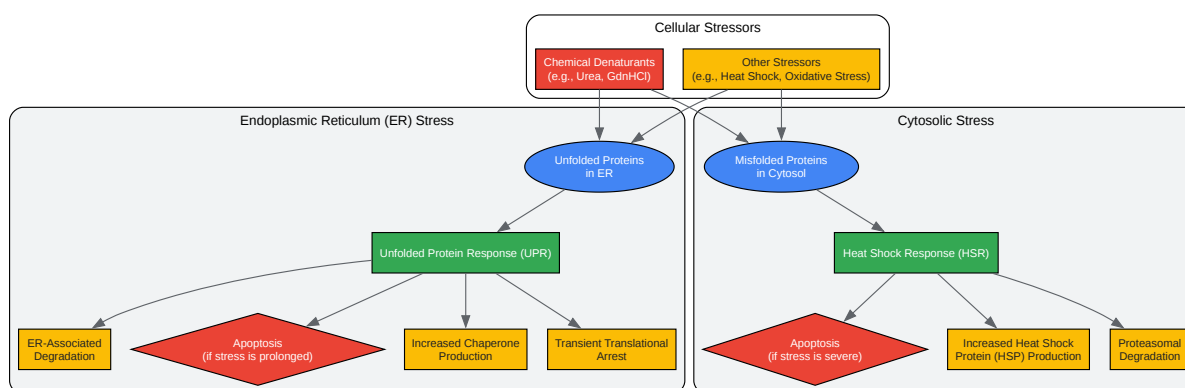 Cellular Stressors
Chemical Denaturants
(e.g., Urea, GdnHCl)
Other Stressors
(e.g., Heat Shock, Oxidative Stress)
Endoplasmic Reticulum (ER) Stress
Cytosolic Stress
Unfolded Proteins
in ER
Misfolded Proteins
in Cytosol
Unfolded Protein Response (UPR)
Heat Shock Response (HSR)
ER-Associated
Degradation
Apoptosis
(if stress is prolonged)
Increased Chaperone
Production
Transient Translational
Arrest
Apoptosis
(if stress is severe)
Increased Heat Shock
Protein (HSP) Production
Proteasomal
Degradation